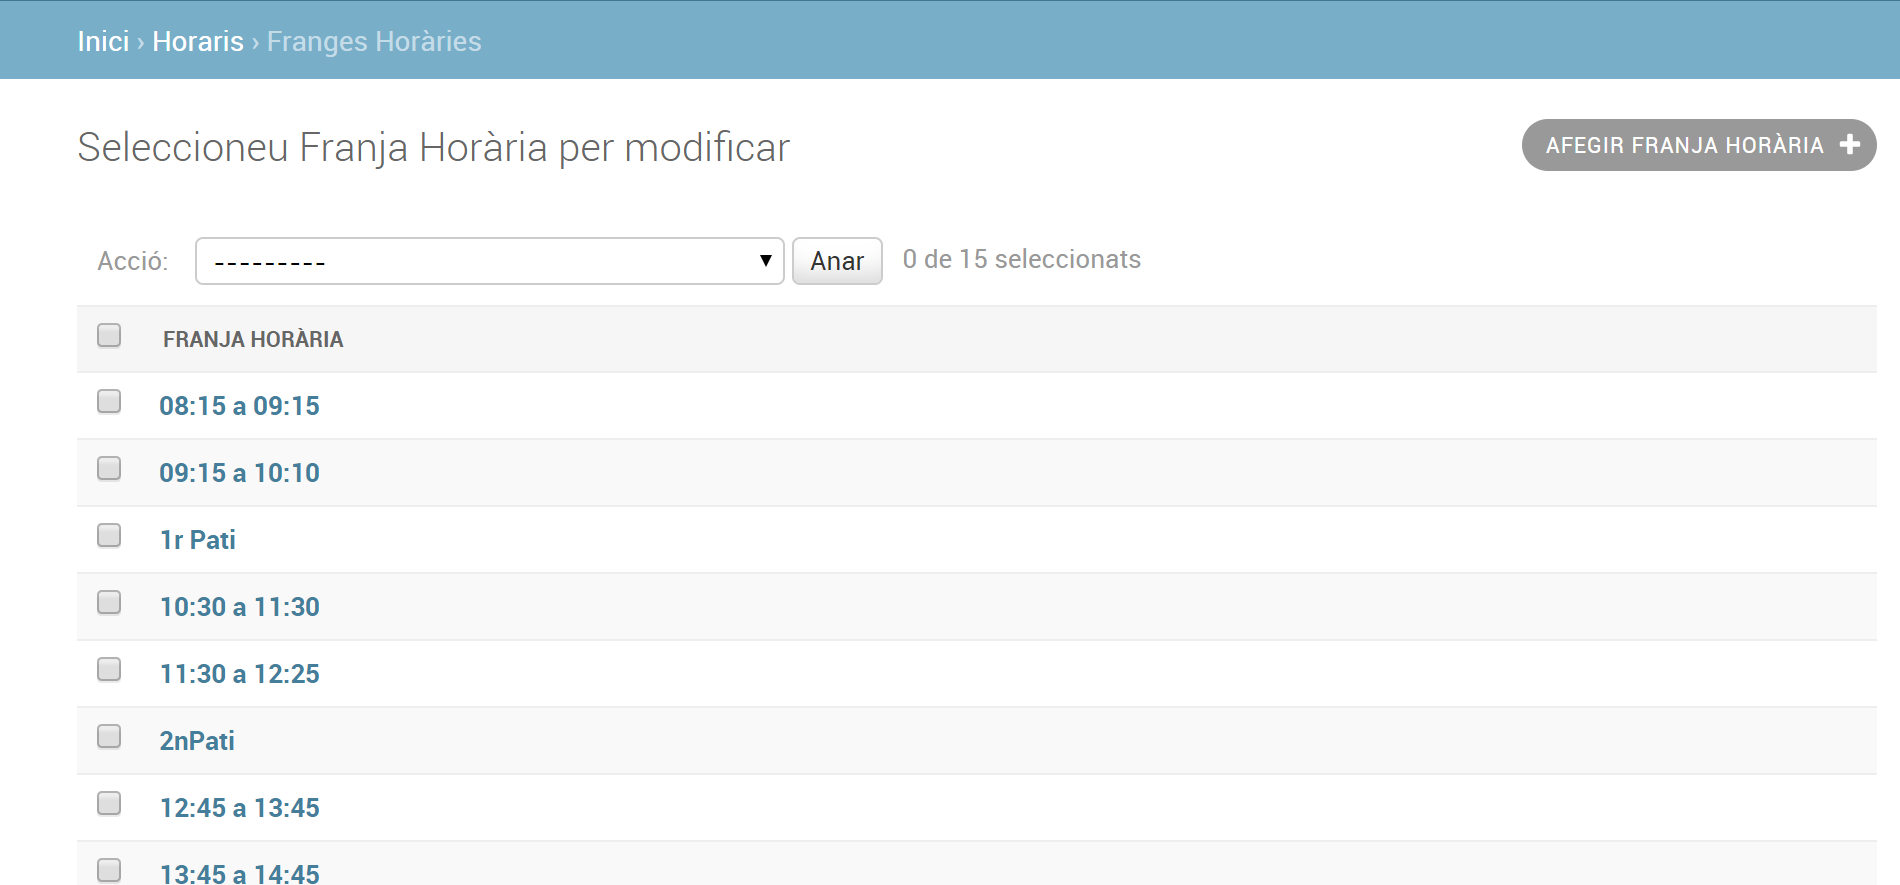 Inici › Horaris › Franges Horàries
Seleccioneu Franja Horària per modificar
AFEGIR FRANJA HORÀRIA
Acció: --------- Anar 0 de 15 seleccionats
FRANJA HORÀRIA
08:15 a 09:15
09:15 a 10:10
1r Pati
10:30 a 11:30
11:30 a 12:25
2nPati
12:45 a 13:45
13:45 a 14:45